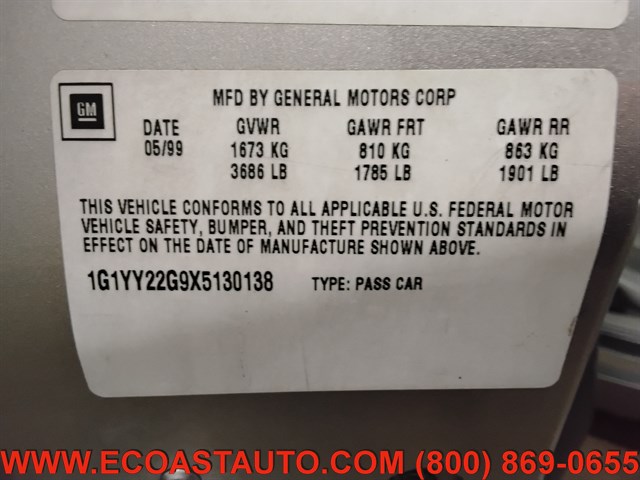 GM
MFD BY GENERAL MOTORS CORP
DATE GVWR GAWR FRT GAWR RR
05/99 1673 KG 810 KG 863 KG
3686 LB 1785 LB 1901 LB
THIS VEHICLE CONFORMS TO ALL APPLICABLE U.S. FEDERAL MOTOR
VEHICLE SAFETY, BUMPER, AND THEFT PREVENTION STANDARDS IN
EFFECT ON THE DATE OF MANUFACTURE SHOWN ABOVE.
1G1YY22G9X5130138 TYPE: PASS CAR
WWW.ECOASTAUTO.COM (800) 869-0655